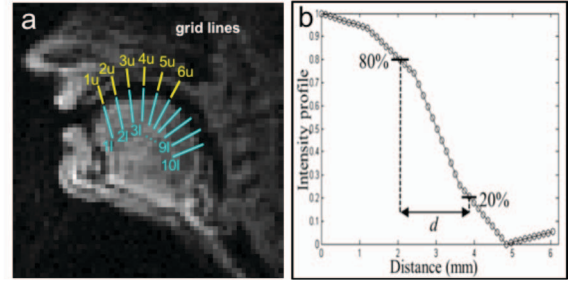 a
grid lines
1u 2u 3u 4u 5u 6u
1l 2l 3l 9l 10l
b
Intensity profile
1.0
0.9
0.8
0.7
0.6
0.5
0.4
0.3
0.2
0.1
0
80%
20%
d
0 1 2 3 4 5 6
Distance (mm)